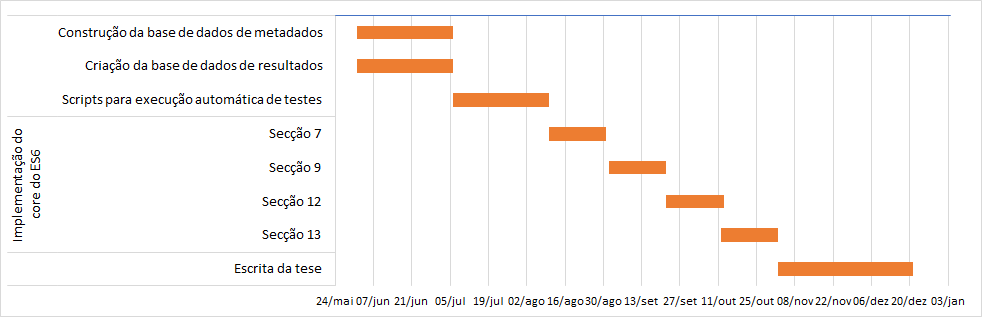 Construção da base de dados de metadados
Criação da base de dados de resultados
Scripts para execução automática de testes
Implementação do
core do ES6
Secção 7
Secção 9
Secção 12
Secção 13
Escrita da tese
24/mai 07/jun 21/jun 05/jul 19/jul 02/ago 16/ago 30/ago 13/set 27/set 11/out 25/out 08/nov 22/nov 06/dez 20/dez 03/jan